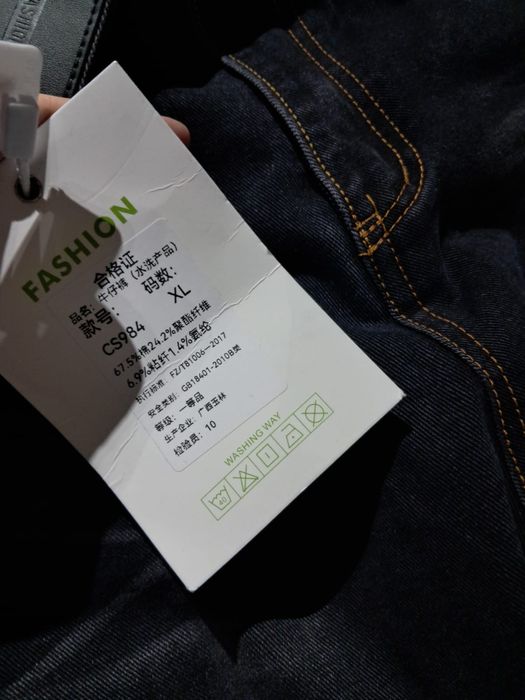 FASHION
FASHION
合格证
品名: 牛仔裤 (水洗产品)
款号: 码数:
CS984 XL
67.5%棉24.2%聚酯纤维
6.9%粘纤1.4%氨纶
执行标准: FZ/T81006—2017
安全类别: GB18401-2010B类
等级: 一等品
生产企业: 广西玉林
检验员: 10
WASHING WAY
40